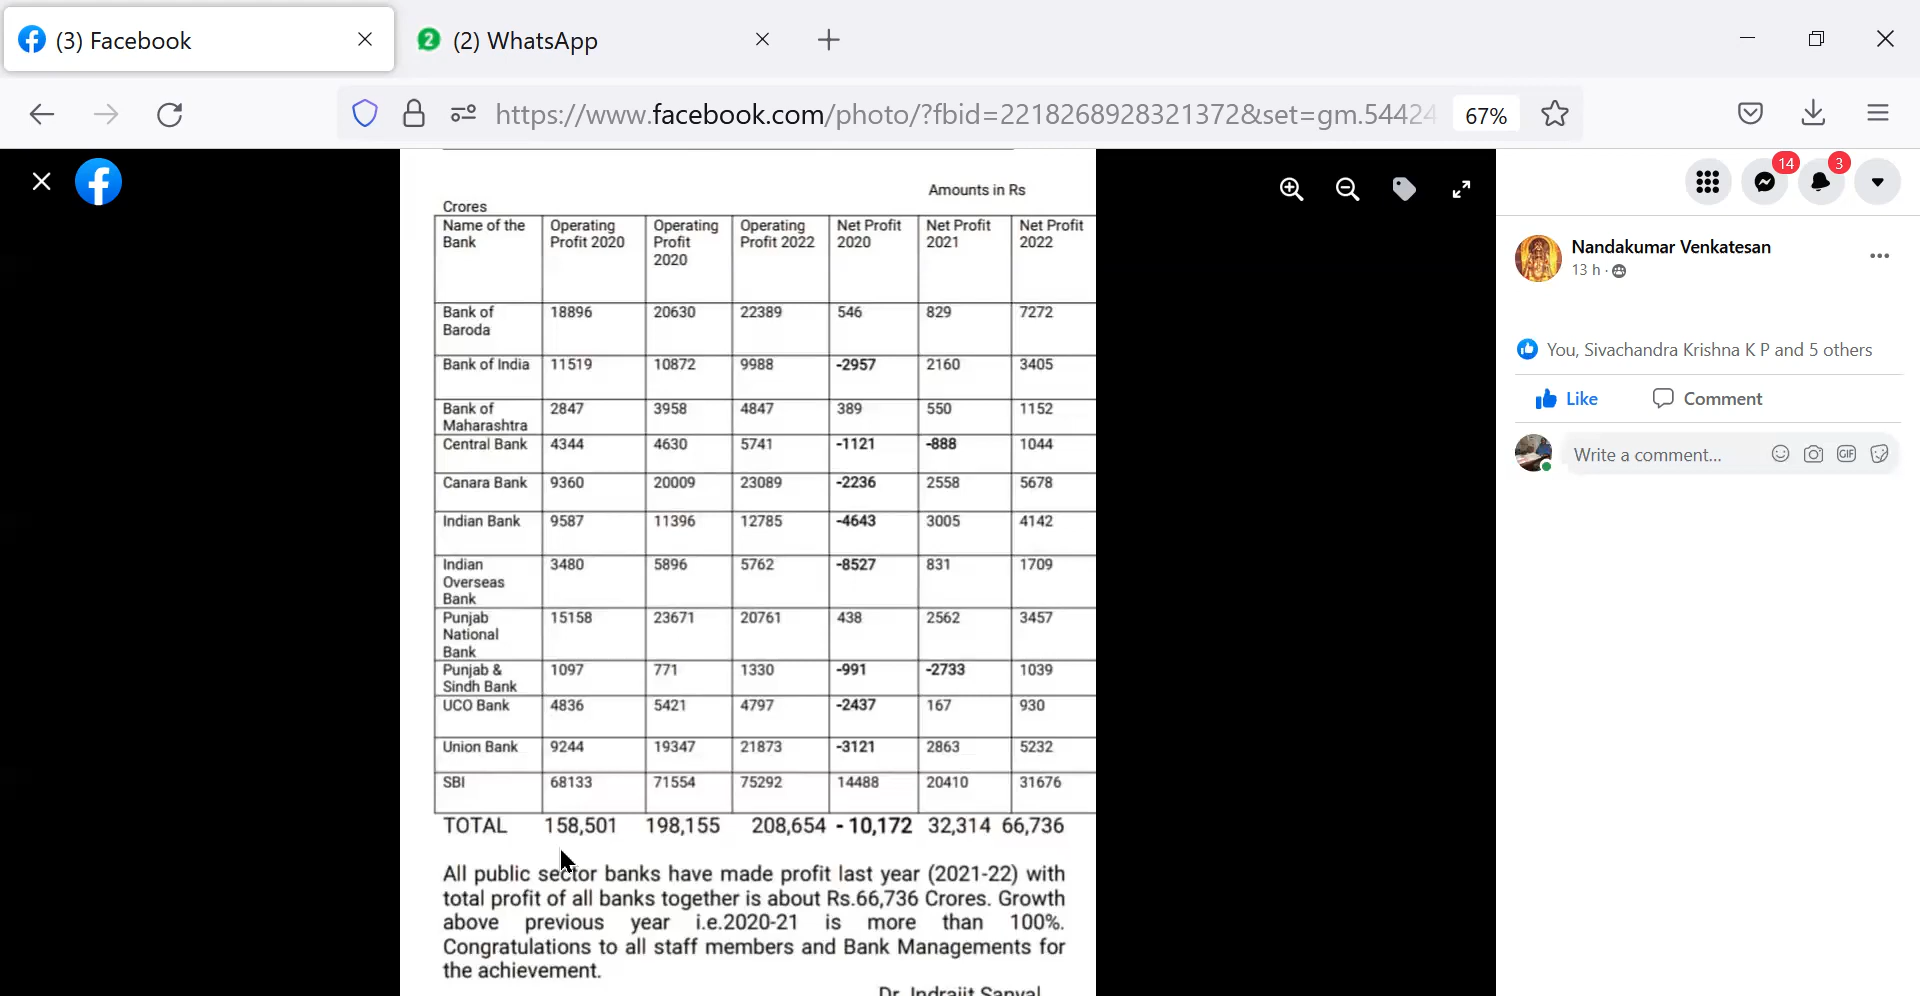 (3) Facebook
2 (2) WhatsApp
https://www.facebook.com/photo/?fbid=2218268928321372&set=gm.54424
67%
14
3
Amounts in Rs
Crores
Name of the Bank Operating Profit 2020 Operating Profit 2020 Operating Profit 2022 Net Profit 2020 Net Profit 2021 Net Profit 2022
Bank of Baroda 18896 20630 22389 546 829 7272
Bank of India 11519 10872 9988 -2957 2160 3405
Bank of Maharashtra 2847 3958 4847 389 550 1152
Central Bank 4344 4630 5741 -1121 -888 1044
Canara Bank 9360 20009 23089 -2236 2558 5678
Indian Bank 9587 11396 12785 -4643 3005 4142
Indian Overseas Bank 3480 5896 5762 -8527 831 1709
Punjab National Bank 15158 23671 20761 438 2562 3457
Punjab & Sindh Bank 1097 771 1330 -991 -2733 1039
UCO Bank 4836 5421 4797 -2437 167 930
Union Bank 9244 19347 21873 -3121 2863 5232
SBI 68133 71554 75292 14488 20410 31676
TOTAL 158,501 198,155 208,654 - 10,172 32,314 66,736
All public sector banks have made profit last year (2021-22) with
total profit of all banks together is about Rs.66,736 Crores. Growth
above previous year i.e.2020-21 is more than 100%.
Congratulations to all staff members and Bank Managements for
the achievement.
Dr. Indrajit Sanyal
Nandakumar Venkatesan
13 h ·
You, Sivachandra Krishna K P and 5 others
Like Comment
Write a comment... GIF